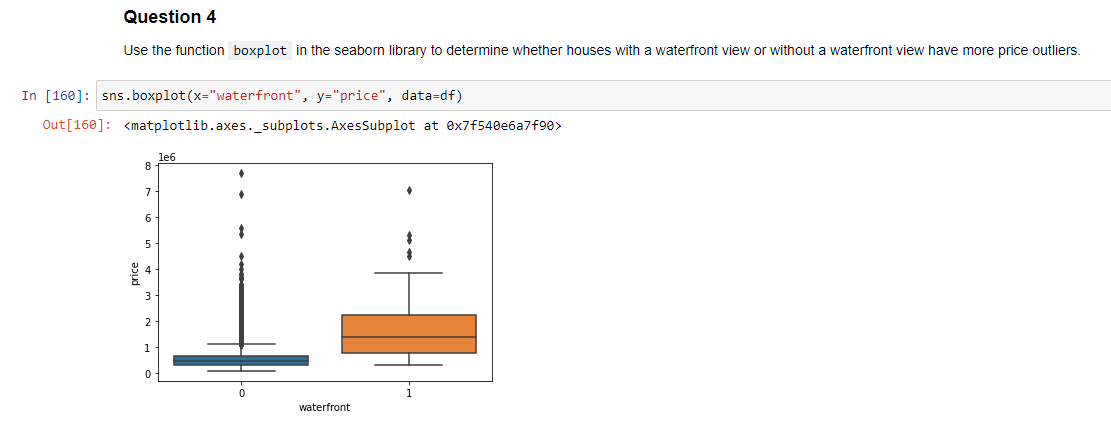 Question 4
Use the function boxplot in the seaborn library to determine whether houses with a waterfront view or without a waterfront view have more price outliers.
In [160]: sns.boxplot(x="waterfront", y="price", data=df)
Out[160]: <matplotlib.axes._subplots.AxesSubplot at 0x7f540e6a7f90>
1e6
8
7
6
5
4
3
2
1
0
price
0 1
waterfront